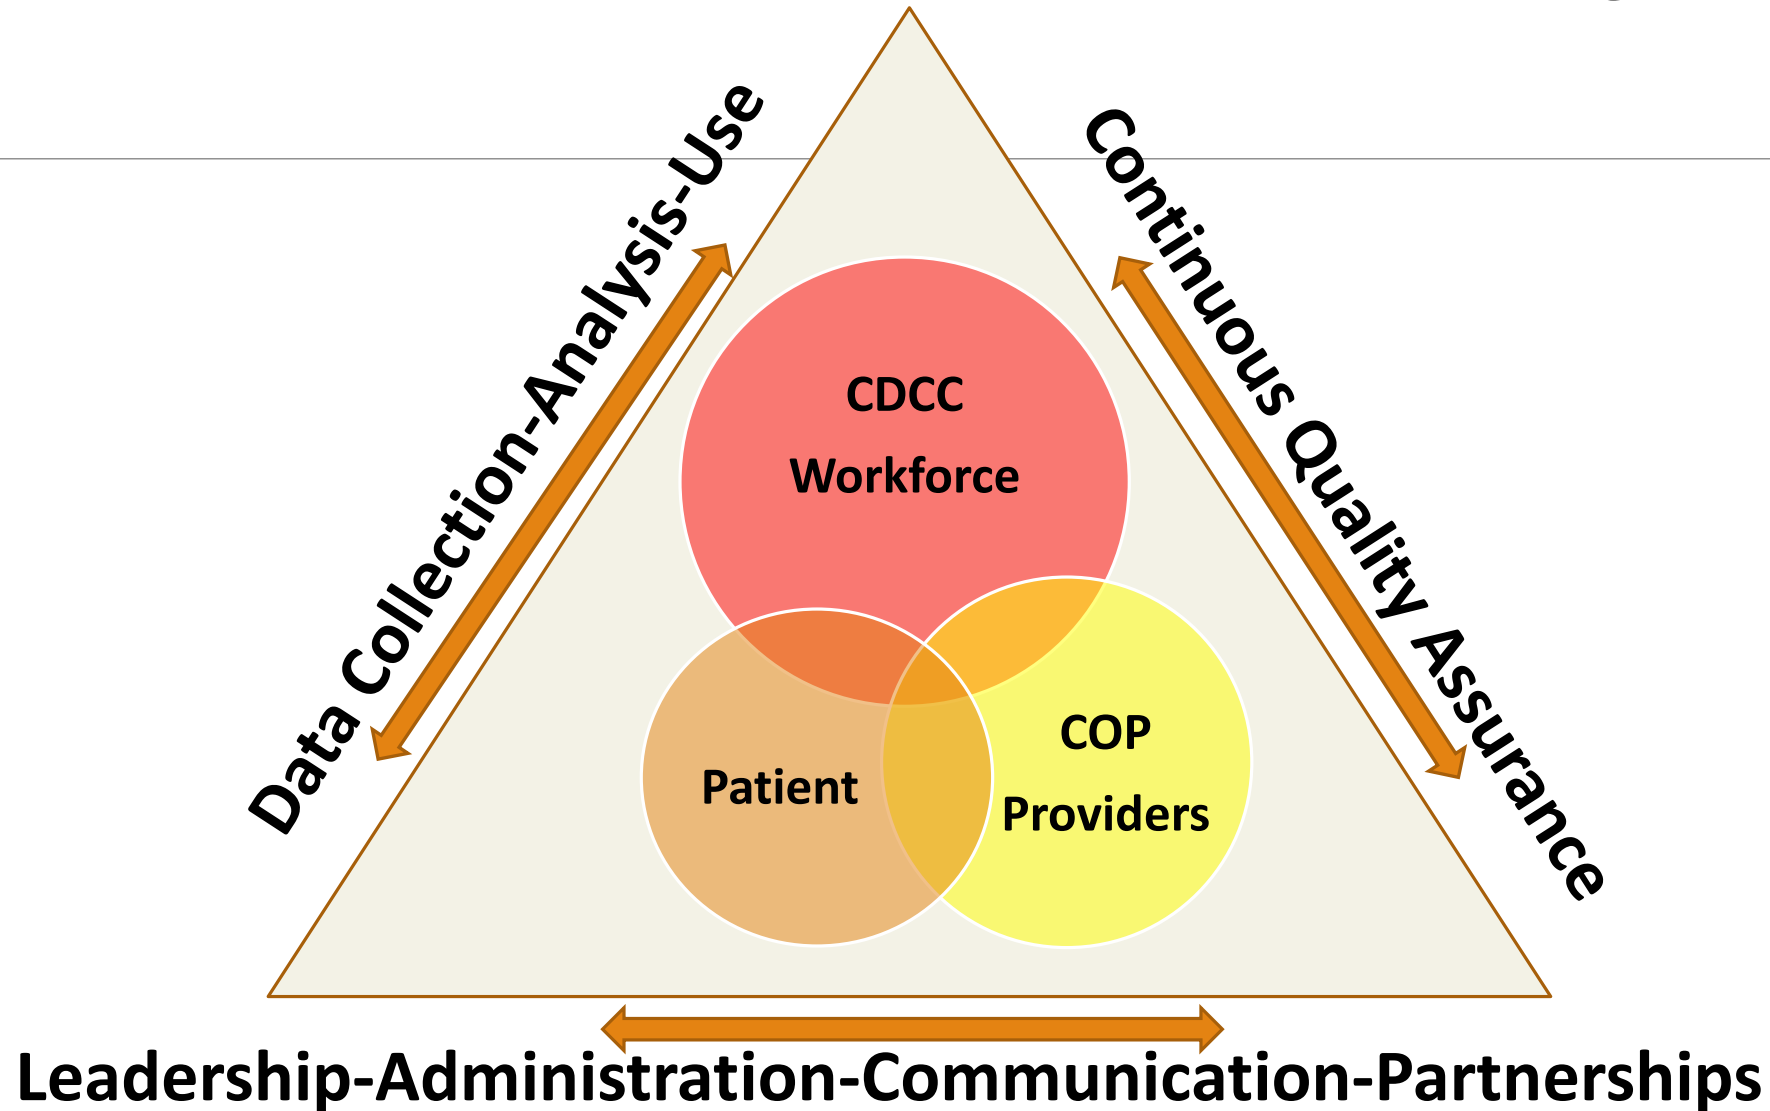 Data Collection-Analysis-Use
Continuous Quality Assurance
CDCC
Workforce
COP
Providers
Patient
Leadership-Administration-Communication-Partnerships